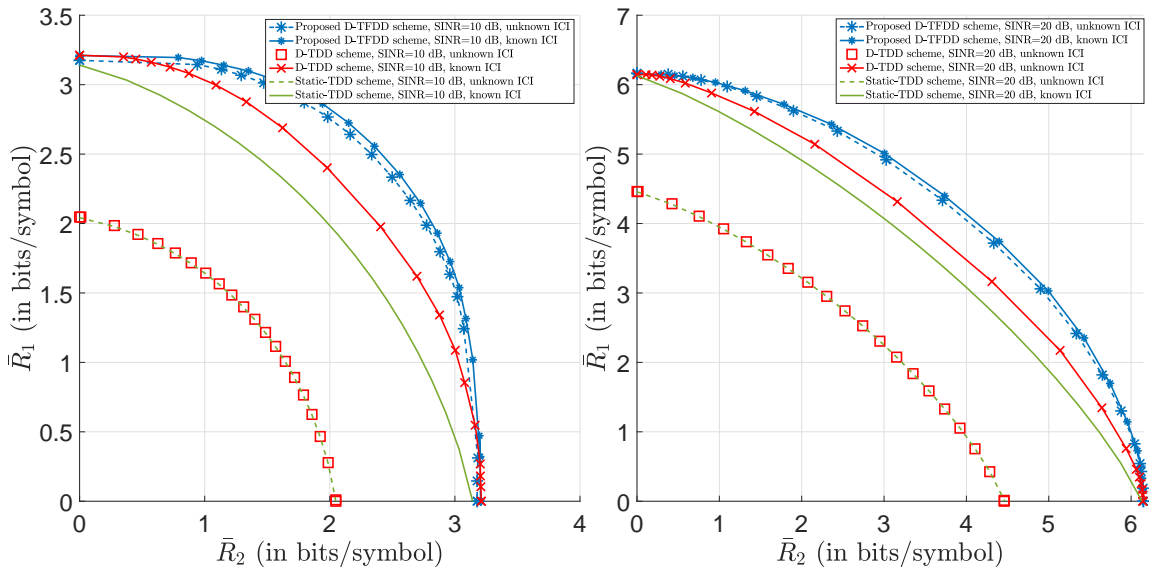 Proposed D-TFDD scheme, SINR=10 dB, unknown ICI
Proposed D-TFDD scheme, SINR=10 dB, known ICI
D-TDD scheme, SINR=10 dB, unknown ICI
D-TDD scheme, SINR=10 dB, known ICI
Static-TDD scheme, SINR=10 dB, unknown ICI
Static-TDD scheme, SINR=10 dB, known ICI
3.5
3
2.5
2
1.5
1
0.5
0
R̄₁ (in bits/symbol)
0 1 2 3 4
R̄₂ (in bits/symbol)
Proposed D-TFDD scheme, SINR=20 dB, unknown ICI
Proposed D-TFDD scheme, SINR=20 dB, known ICI
D-TDD scheme, SINR=20 dB, unknown ICI
D-TDD scheme, SINR=20 dB, known ICI
Static-TDD scheme, SINR=20 dB, unknown ICI
Static-TDD scheme, SINR=20 dB, known ICI
7
6
5
4
3
2
1
0
R̄₁ (in bits/symbol)
0 1 2 3 4 5 6
R̄₂ (in bits/symbol)